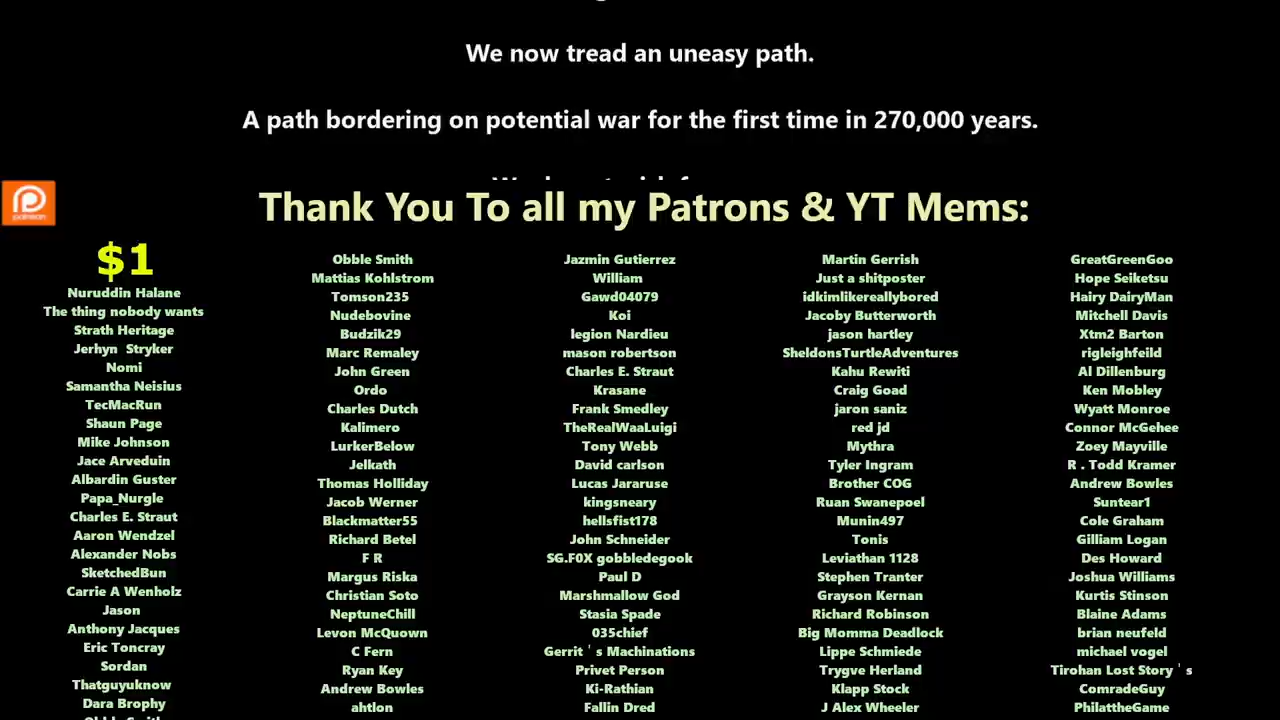 We now tread an uneasy path.
A path bordering on potential war for the first time in 270,000 years.
Thank You To all my Patrons & YT Mems:
$1
Nuruddin Halane
The thing nobody wants
Strath Heritage
Jerhyn Stryker
Nomi
Samantha Neisius
TecMacRun
Shaun Page
Mike Johnson
Jace Arveduin
Albardin Guster
Papa_Nurgle
Charles E. Straut
Aaron Wendzel
Alexander Nobs
SketchedBun
Carrie A Wenholz
Jason
Anthony Jacques
Eric Toncray
Sordan
Thatguyuknow
Dara Brophy
Obble Smith
Mattias Kohlstrom
Tomson235
Nudebovine
Budzik29
Marc Remaley
John Green
Ordo
Charles Dutch
Kalimero
LurkerBelow
Jelkath
Thomas Holliday
Jacob Werner
Blackmatter55
Richard Betel
F R
Margus Riska
Christian Soto
NeptuneChill
Levon McQuown
C Fern
Ryan Key
Andrew Bowles
ahtlon
Jazmin Gutierrez
William
Gawd04079
Koi
legion Nardieu
mason robertson
Charles E. Straut
Krasane
Frank Smedley
TheRealWaaLuigi
Tony Webb
David carlson
Lucas Jararuse
kingsneary
hellsfist178
John Schneider
SG.F0X gobbledegook
Paul D
Marshmallow God
Stasia Spade
035chief
Gerrit ' s Machinations
Privet Person
Ki-Rathian
Fallin Dred
Martin Gerrish
Just a shitposter
idkimlikereallybored
Jacoby Butterworth
jason hartley
SheldonsTurtleAdventures
Kahu Rewiti
Craig Goad
jaron saniz
red jd
Mythra
Tyler Ingram
Brother COG
Ruan Swanepoel
Munin497
Tonis
Leviathan 1128
Stephen Tranter
Grayson Kernan
Richard Robinson
Big Momma Deadlock
Lippe Schmiede
Trygve Herland
Klapp Stock
J Alex Wheeler
GreatGreenGoo
Hope Seiketsu
Hairy DairyMan
Mitchell Davis
Xtm2 Barton
rigleighfeild
Al Dillenburg
Ken Mobley
Wyatt Monroe
Connor McGehee
Zoey Mayville
R . Todd Kramer
Andrew Bowles
Suntear1
Cole Graham
Gilliam Logan
Des Howard
Joshua Williams
Kurtis Stinson
Blaine Adams
brian neufeld
michael vogel
Tirohan Lost Story ' s
ComradeGuy
PhilattheGame